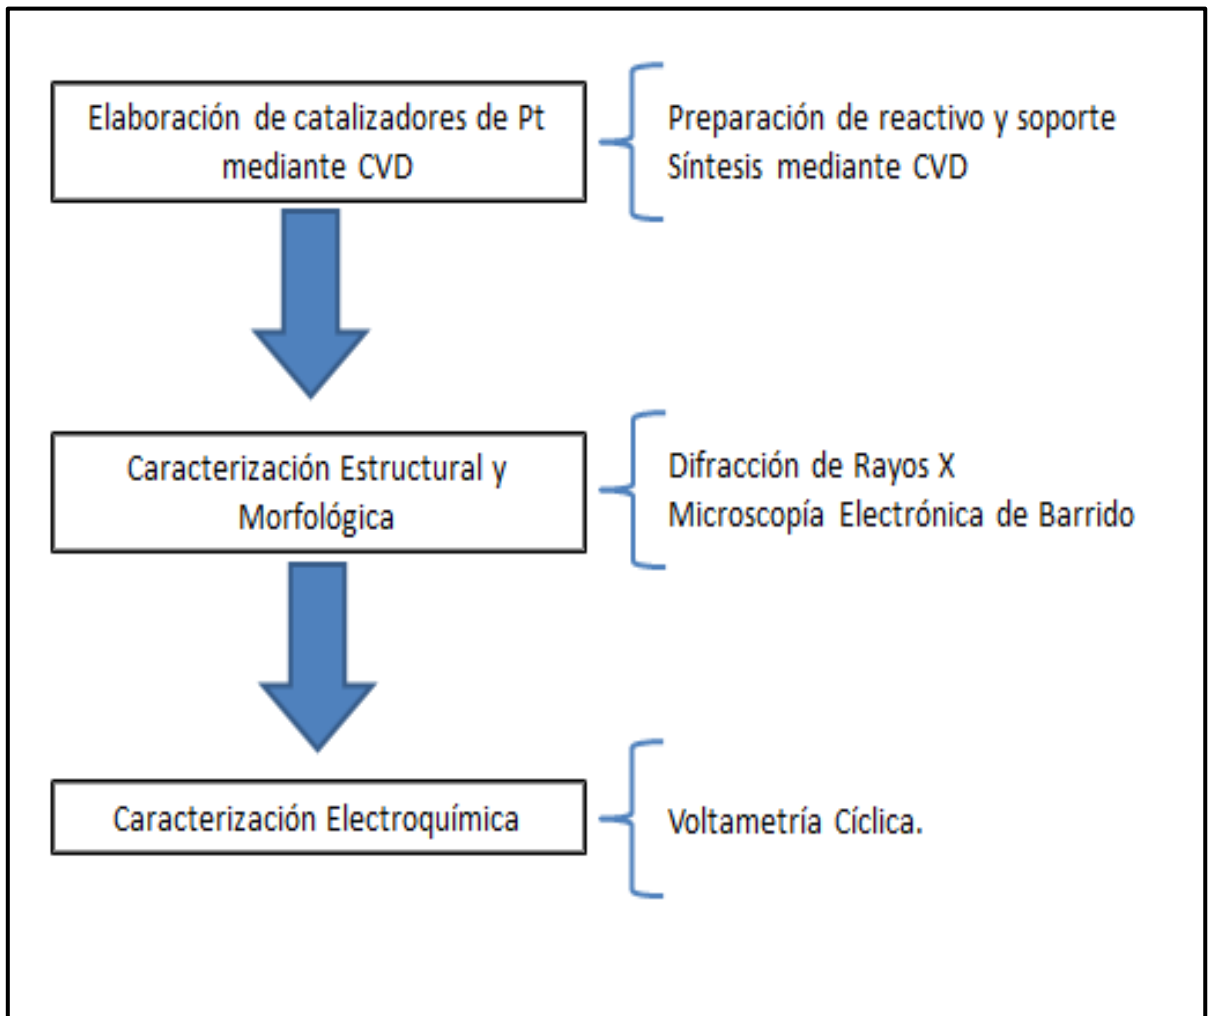 Elaboración de catalizadores de Pt
mediante CVD
Preparación de reactivo y soporte
Síntesis mediante CVD
Caracterización Estructural y
Morfológica
Difracción de Rayos X
Microscopía Electrónica de Barrido
Caracterización Electroquímica
Voltametría Cíclica.